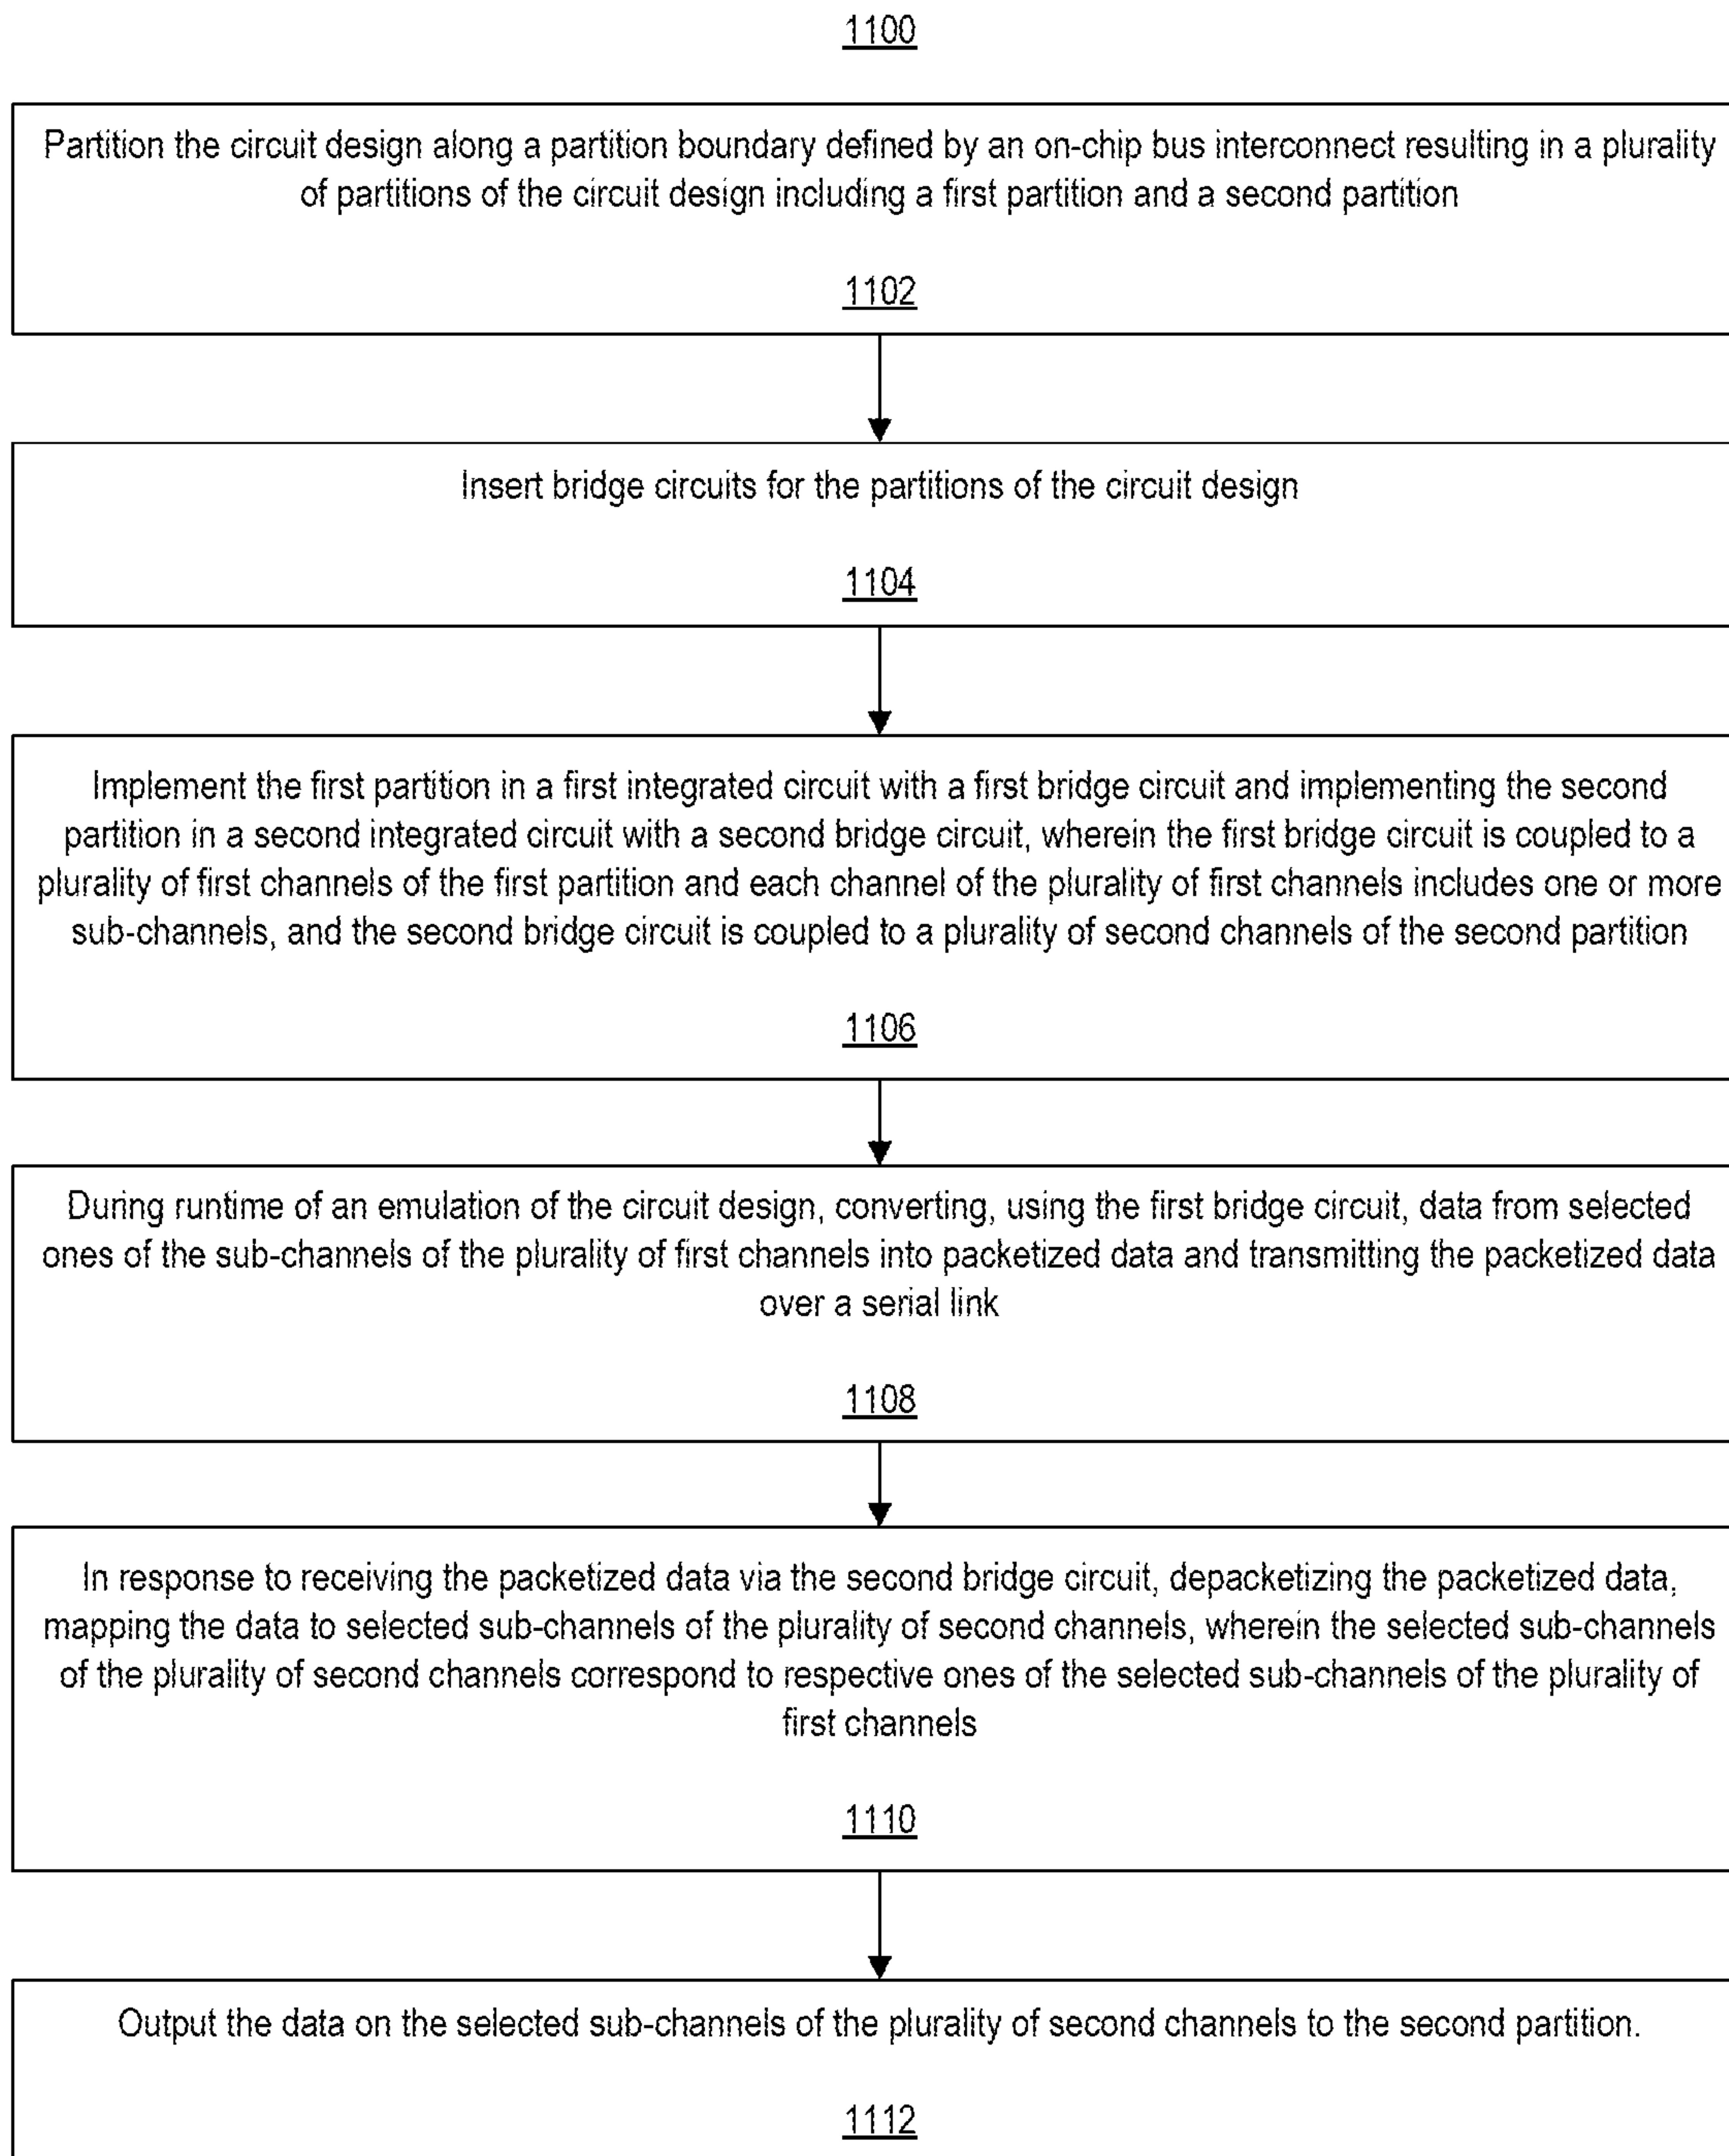 1100
Partition the circuit design along a partition boundary defined by an on-chip bus interconnect resulting in a plurality
of partitions of the circuit design including a first partition and a second partition
1102
Insert bridge circuits for the partitions of the circuit design
1104
Implement the first partition in a first integrated circuit with a first bridge circuit and implementing the second
partition in a second integrated circuit with a second bridge circuit, wherein the first bridge circuit is coupled to a
plurality of first channels of the first partition and each channel of the plurality of first channels includes one or more
sub-channels, and the second bridge circuit is coupled to a plurality of second channels of the second partition
1106
During runtime of an emulation of the circuit design, converting, using the first bridge circuit, data from selected
ones of the sub-channels of the plurality of first channels into packetized data and transmitting the packetized data
over a serial link
1108
In response to receiving the packetized data via the second bridge circuit, depacketizing the packetized data,
mapping the data to selected sub-channels of the plurality of second channels, wherein the selected sub-channels
of the plurality of second channels correspond to respective ones of the selected sub-channels of the plurality of
first channels
1110
Output the data on the selected sub-channels of the plurality of second channels to the second partition.
1112